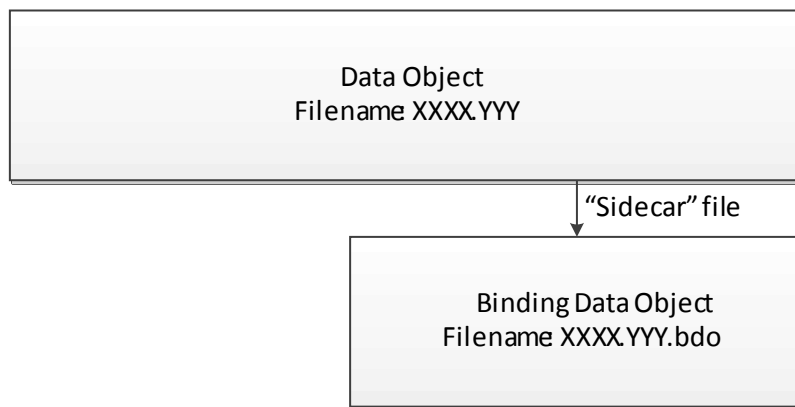 Data Object
Filename: XXXX.YYY
“Sidecar” file
Binding Data Object
Filename: XXXX.YYY.bdo